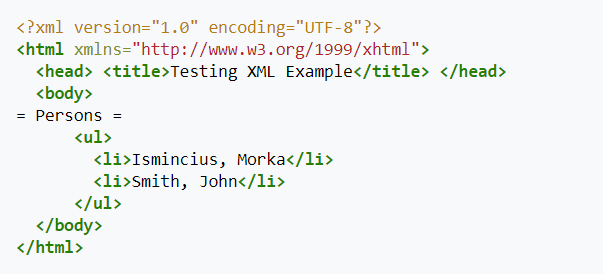 <?xml version="1.0" encoding="UTF-8"?>
<html xmlns="http://www.w3.org/1999/xhtml">
  <head> <title>Testing XML Example</title> </head>
  <body>
= Persons =
      <ul>
        <li>Ismincius, Morka</li>
        <li>Smith, John</li>
      </ul>
  </body>
</html>